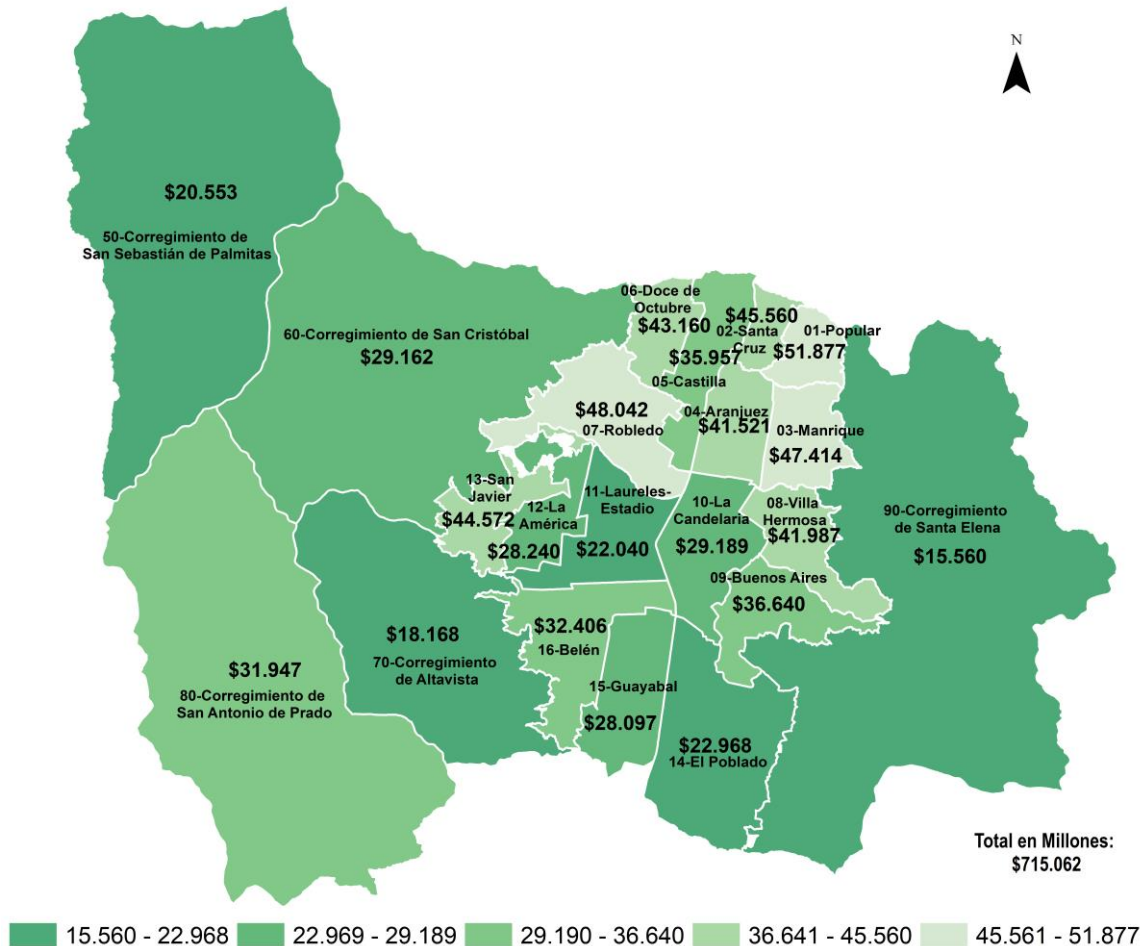 N
$20.553
50-Corregimiento de
San Sebastián de Palmitas
60-Corregimiento de San Cristóbal
$29.162
06-Doce de
Octubre
$43.160
$45.560
02-Santa
Cruz
01-Popular
$51.877
$35.957
05-Castilla
$48.042
07-Robledo
04-Aranjuez
$41.521
03-Manrique
$47.414
13-San
Javier
$44.572
12-La
América
$28.240
11-Laureles-
Estadio
$22.040
10-La
Candelaria
$29.189
08-Villa
Hermosa
$41.987
90-Corregimiento
de Santa Elena
$15.560
09-Buenos Aires
$36.640
$32.406
16-Belén
$18.168
70-Corregimiento
de Altavista
$31.947
80-Corregimiento de
San Antonio de Prado
15-Guayabal
$28.097
$22.968
14-El Poblado
Total en Millones:
$715.062
15.560 - 22.968 22.969 - 29.189 29.190 - 36.640 36.641 - 45.560 45.561 - 51.877